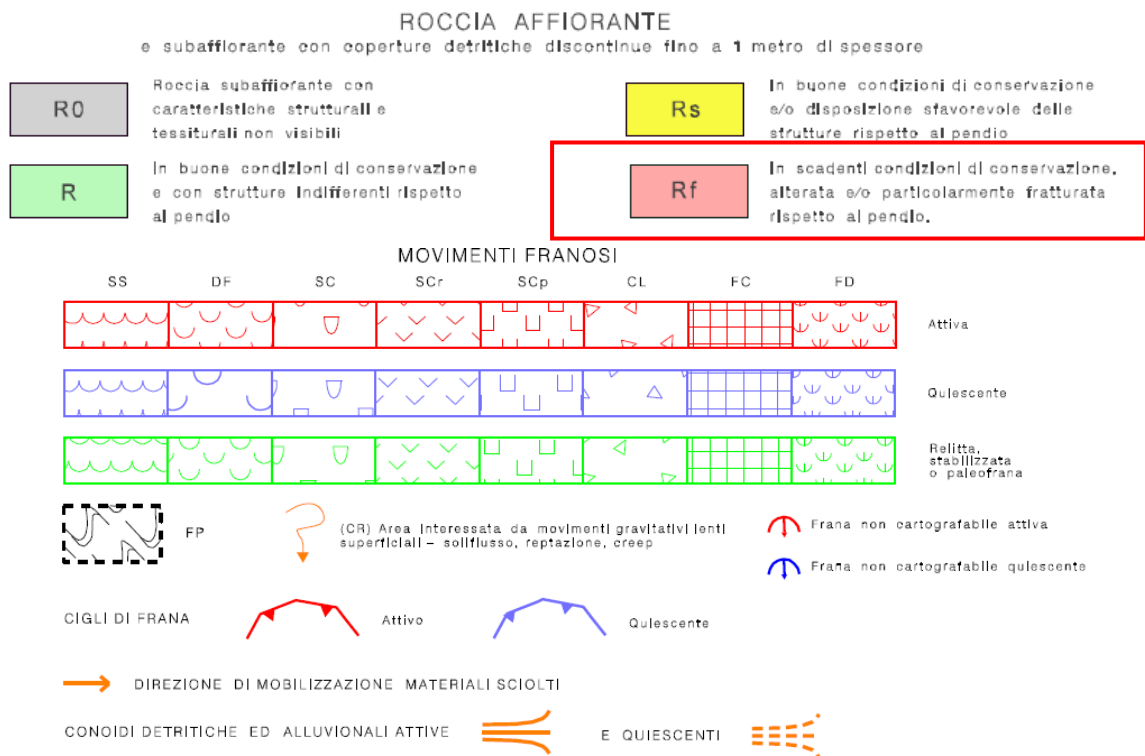 ROCCIA AFFIORANTE
e subaffiorante con coperture detritiche discontinue fino a 1 metro di spessore
R0
Roccia subaffiorante con
caratteristiche strutturali e
tessiturali non visibili
Rs
In buone condizioni di conservazione
e/o disposizione sfavorevole delle
strutture rispetto al pendio
R
In buone condizioni di conservazione
e con strutture indifferenti rispetto
al pendio
Rf
In scadenti condizioni di conservazione,
alterata e/o particolarmente fratturata
rispetto al pendio.
MOVIMENTI FRANOSI
SS DF SC SCr SCp CL FC FD
Attiva
Quiescente
Relitta,
stabilizzata
o paleofrana
FP
(CR) Area interessata da movimenti gravitativi lenti
superficiali – soliflusso, reptazione, creep
Frana non cartografabile attiva
Frana non cartografabile quiescente
CIGLI DI FRANA
Attivo
Quiescente
DIREZIONE DI MOBILIZZAZIONE MATERIALI SCIOLTI
CONOIDI DETRITICHE ED ALLUVIONALI ATTIVE
E QUIESCENTI